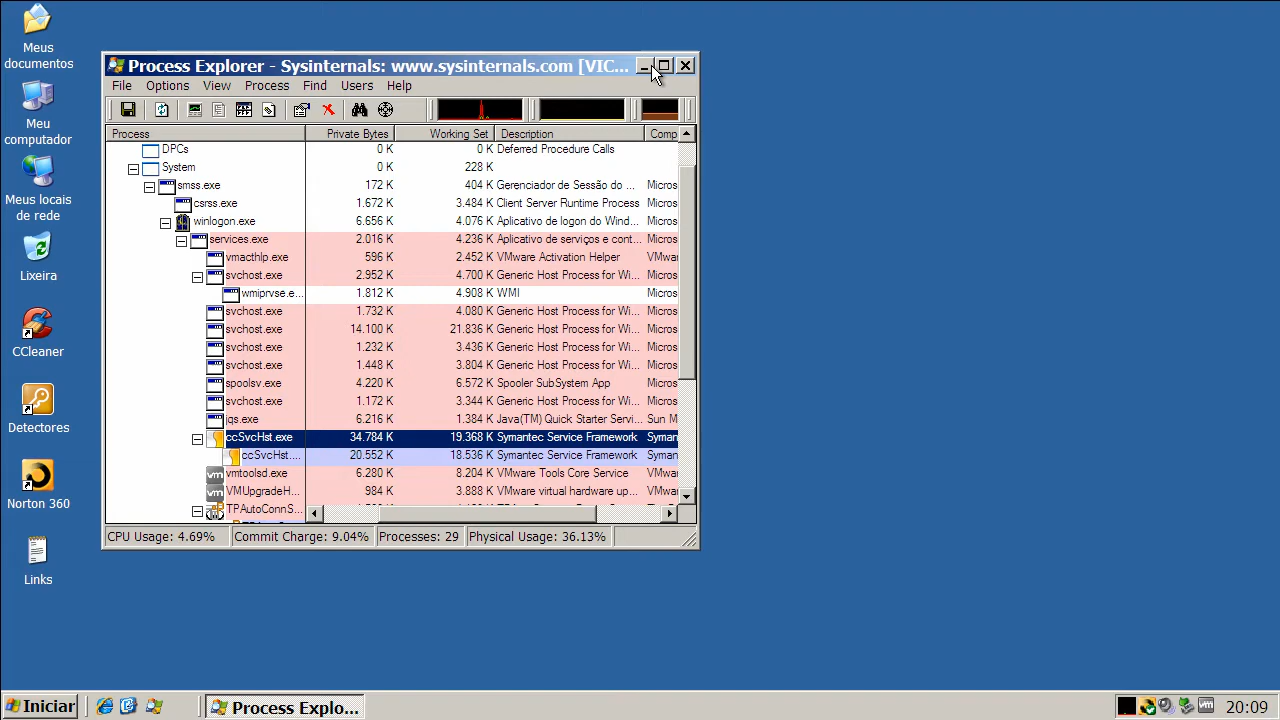 Meus
documentos
Meu
computador
Meus locais
de rede
Lixeira
CCleaner
Detectores
Norton 360
Links
Process Explorer - Sysinternals: www.sysinternals.com [VIC...
File Options View Process Find Users Help
Process Private Bytes Working Set Description Comp
DPCs 0 K 0 K Deferred Procedure Calls
System 0 K 228 K
smss.exe 172 K 404 K Gerenciador de Sessão do ... Micros
csrss.exe 1.672 K 3.484 K Client Server Runtime Process Micros
winlogon.exe 6.656 K 4.076 K Aplicativo de logon do Wind... Micros
services.exe 2.016 K 4.236 K Aplicativo de serviços e cont... Micros
vmacthlp.exe 596 K 2.452 K VMware Activation Helper VMwa
svchost.exe 2.952 K 4.700 K Generic Host Process for Wi... Micros
wmiprvse.e... 1.812 K 4.908 K WMI Micros
svchost.exe 1.732 K 4.080 K Generic Host Process for Wi... Micros
svchost.exe 14.100 K 21.836 K Generic Host Process for Wi... Micros
svchost.exe 1.232 K 3.436 K Generic Host Process for Wi... Micros
svchost.exe 1.448 K 3.804 K Generic Host Process for Wi... Micros
spoolsv.exe 4.220 K 6.572 K Spooler SubSystem App Micros
svchost.exe 1.172 K 3.344 K Generic Host Process for Wi... Micros
jqs.exe 6.216 K 1.384 K Java(TM) Quick Starter Servi... Sun M
ccSvcHst.exe 34.784 K 19.368 K Symantec Service Framework Syman
ccSvcHst.... 20.552 K 18.536 K Symantec Service Framework Syman
vmtoolsd.exe 6.280 K 8.204 K VMware Tools Core Service VMwa
VMUpgradeH... 984 K 3.888 K VMware virtual hardware up... VMwa
TPAutoConnS...
CPU Usage: 4.69% Commit Charge: 9.04% Processes: 29 Physical Usage: 36.13%
Iniciar Process Explo... vm 20:09